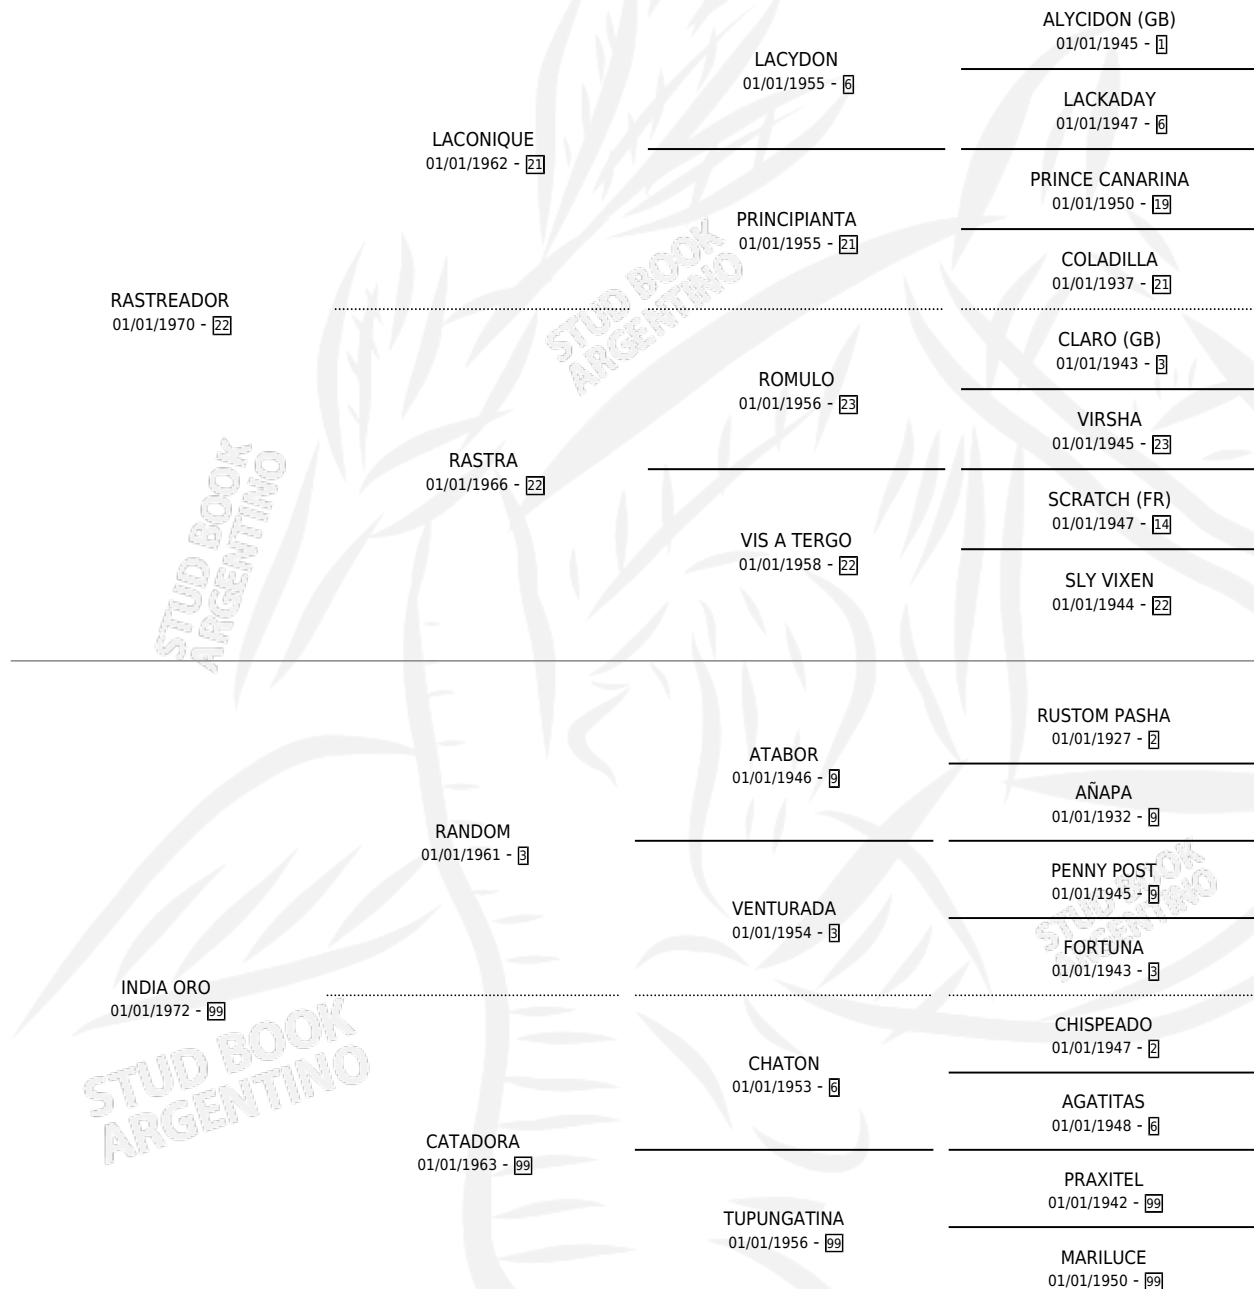 ALYCIDON (GB)
01/01/1945 - 1
LACYDON
01/01/1955 - 6
LACKADAY
01/01/1947 - 6
LACONIQUE
01/01/1962 - 21
PRINCE CANARINA
01/01/1950 - 19
PRINCIPIANTA
01/01/1955 - 21
COLADILLA
01/01/1937 - 21
RASTREADOR
01/01/1970 - 22
STUD BOOK
ARGENTINO
CLARO (GB)
01/01/1943 - 3
ROMULO
01/01/1956 - 23
VIRSHA
01/01/1945 - 23
RASTRA
01/01/1966 - 22
SCRATCH (FR)
01/01/1947 - 14
VIS A TERGO
01/01/1958 - 22
SLY VIXEN
01/01/1944 - 22
STUD BOOK
ARGENTINO
RUSTOM PASHA
01/01/1927 - 2
ATABOR
01/01/1946 - 9
AÑAPA
01/01/1932 - 9
RANDOM
01/01/1961 - 3
PENNY POST
01/01/1945 - 9
VENTURADA
01/01/1954 - 3
FORTUNA
01/01/1943 - 3
STUD BOOK
ARGENTINO
INDIA ORO
01/01/1972 - 99
STUD BOOK
ARGENTINO
CHISPEADO
01/01/1947 - 2
CHATON
01/01/1953 - 6
AGATITAS
01/01/1948 - 6
CATADORA
01/01/1963 - 99
PRAXITEL
01/01/1942 - 99
TUPUNGATINA
01/01/1956 - 99
MARILUCE
01/01/1950 - 99